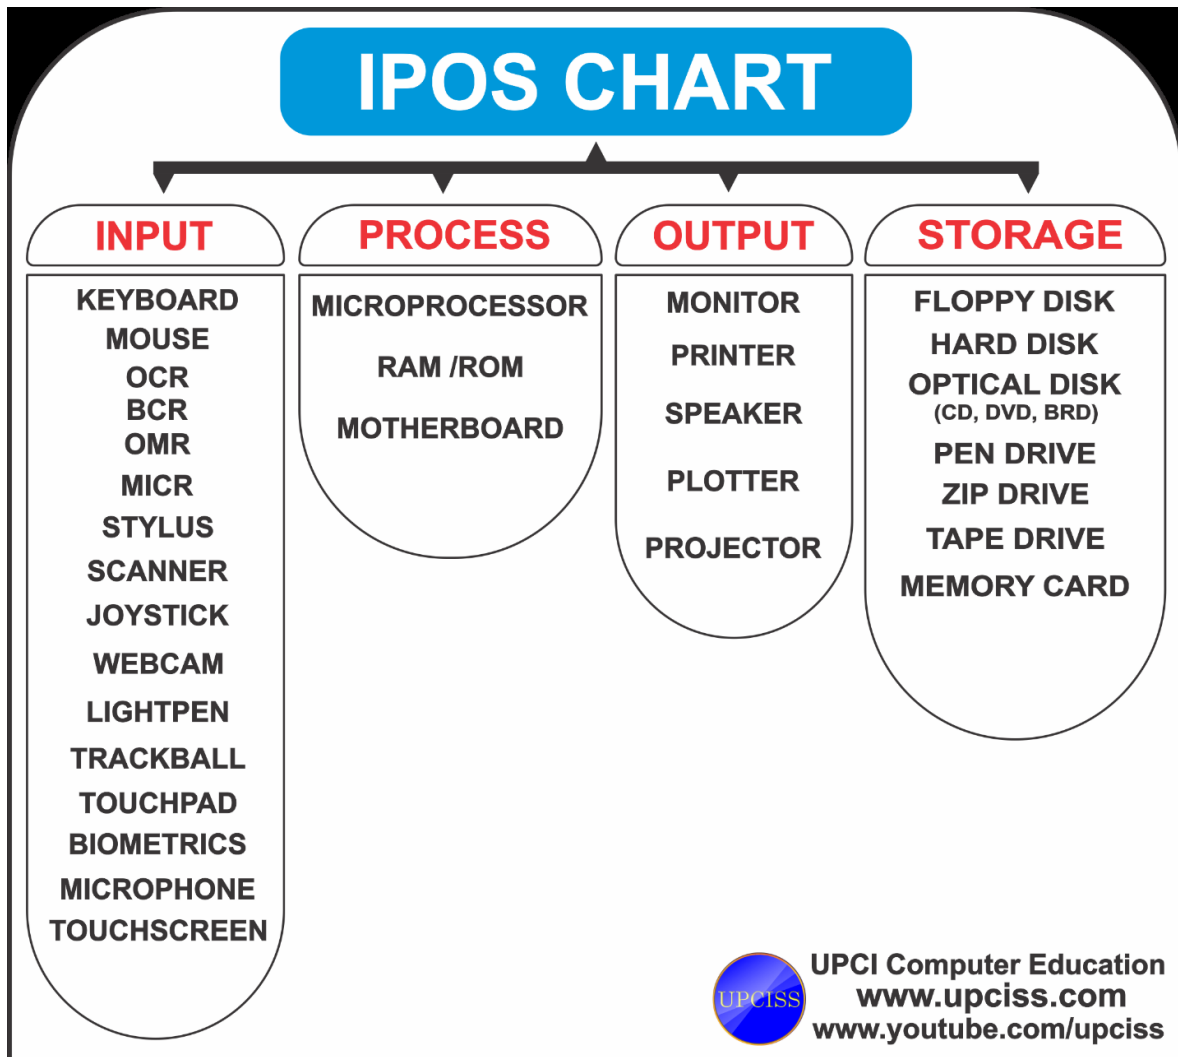 IPOS CHART
INPUT
KEYBOARD
MOUSE
OCR
BCR
OMR
MICR
STYLUS
SCANNER
JOYSTICK
WEBCAM
LIGHTPEN
TRACKBALL
TOUCHPAD
BIOMETRICS
MICROPHONE
TOUCHSCREEN
PROCESS
MICROPROCESSOR
RAM /ROM
MOTHERBOARD
OUTPUT
MONITOR
PRINTER
SPEAKER
PLOTTER
PROJECTOR
STORAGE
FLOPPY DISK
HARD DISK
OPTICAL DISK
(CD, DVD, BRD)
PEN DRIVE
ZIP DRIVE
TAPE DRIVE
MEMORY CARD
UPCISS
UPCI Computer Education
www.upciss.com
www.youtube.com/upciss